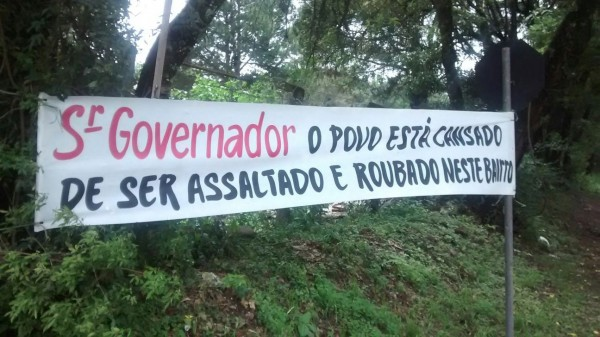 Sr Governador O POVO ESTÁ CANSADO
DE SER ASSALTADO E ROUBADO NESTE BAIRRO